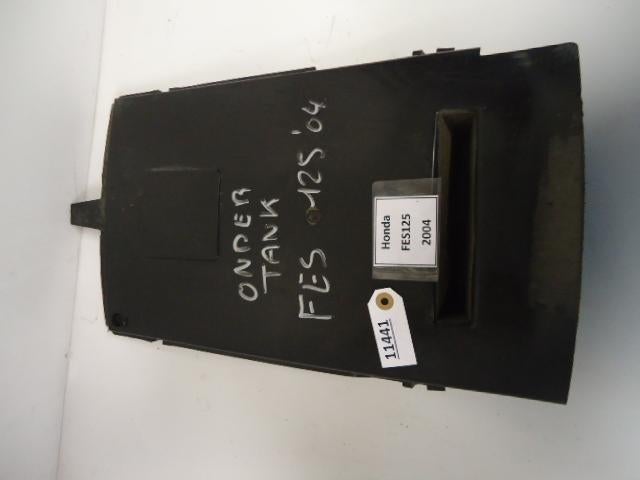 ONDER
TANK
FES 125 '04
Honda
FES125
2004
11441